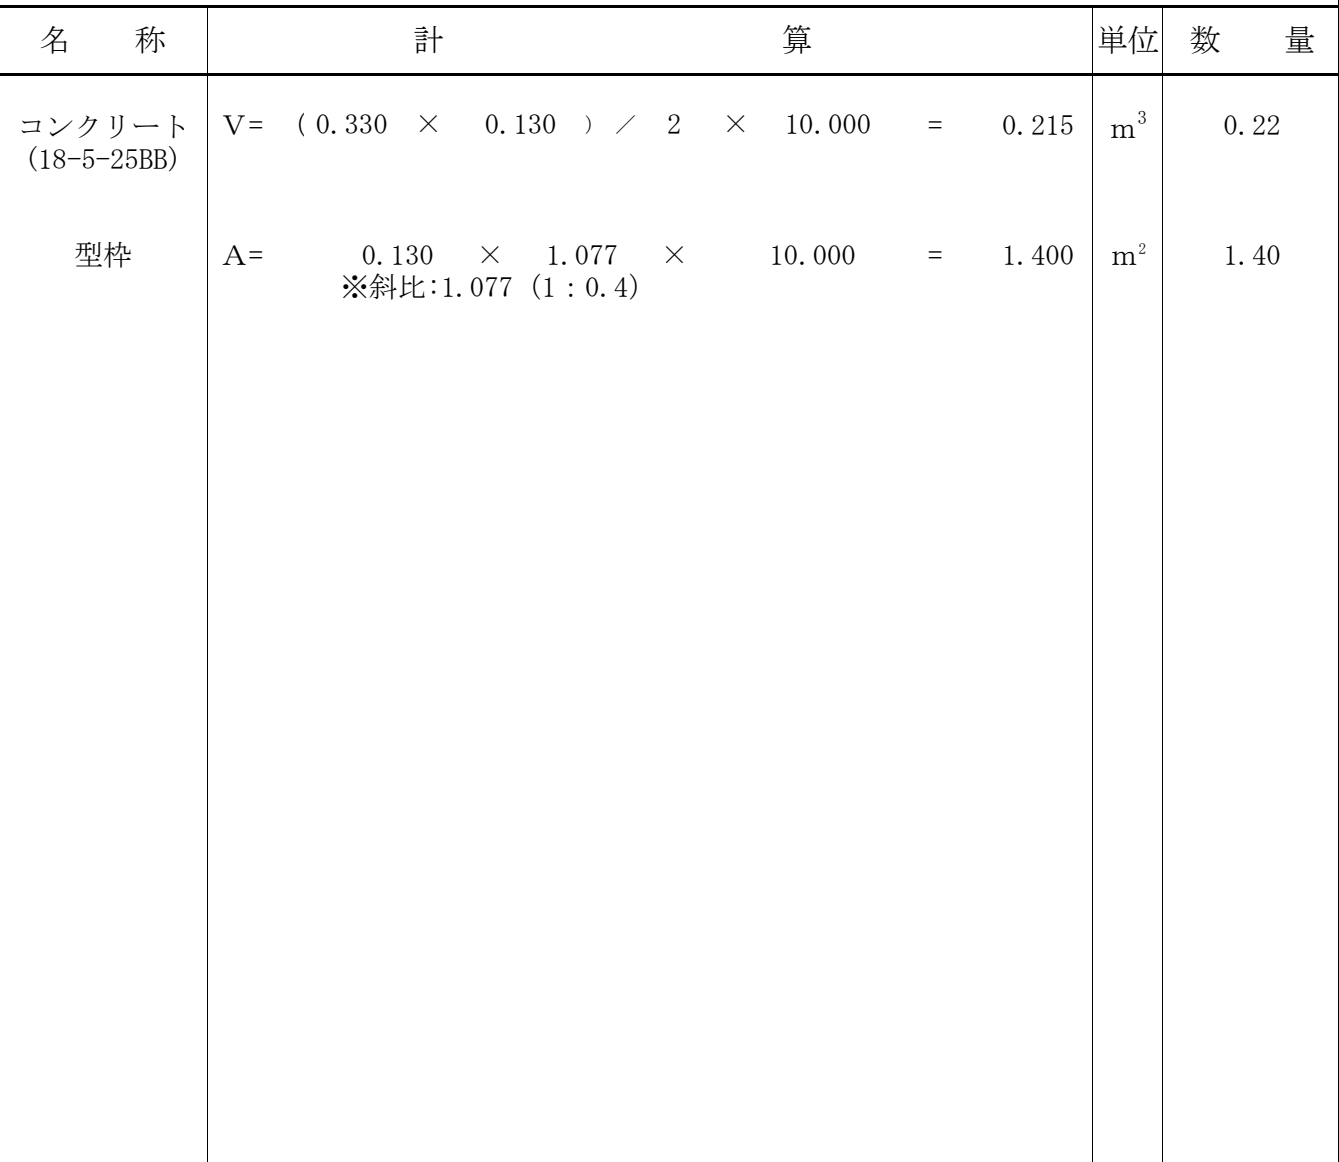 名 称 計 算 単位 数 量
コンクリート V= ( 0.330 × 0.130 ) ／ 2 × 10.000 = 0.215 m³ 0.22
(18-5-25BB)
型枠 A= 0.130 × 1.077 × 10.000 = 1.400 m² 1.40
※斜比:1.077 (1:0.4)